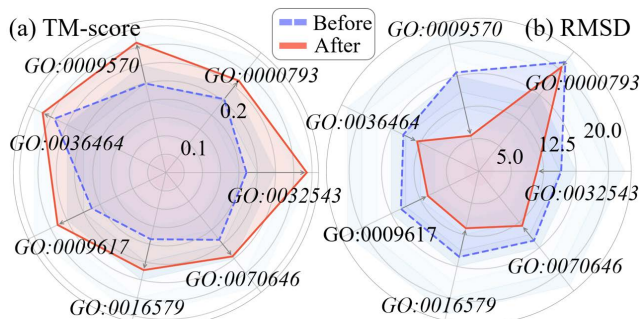 (a) TM-score
Before
After
(b) RMSD
GO:0009570
GO:0000793
GO:0036464
0.2
0.1
GO:0032543
GO:0009617
GO:0070646
GO:0016579
GO:0009570
GO:0000793
GO:0036464
20.0
12.5
5.0
GO:0032543
GO:0009617
GO:0070646
GO:0016579